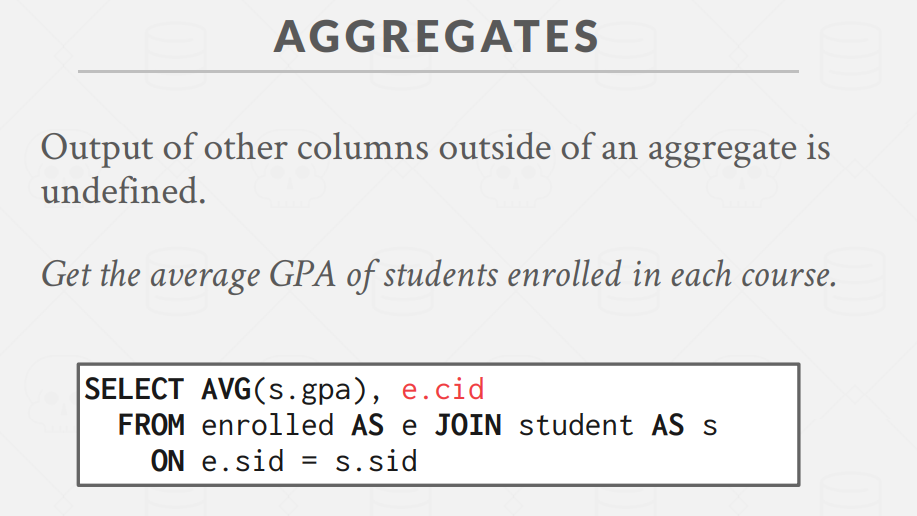 AGGREGATES
Output of other columns outside of an aggregate is
undefined.
Get the average GPA of students enrolled in each course.
SELECT AVG(s.gpa), e.cid
FROM enrolled AS e JOIN student AS s
ON e.sid = s.sid